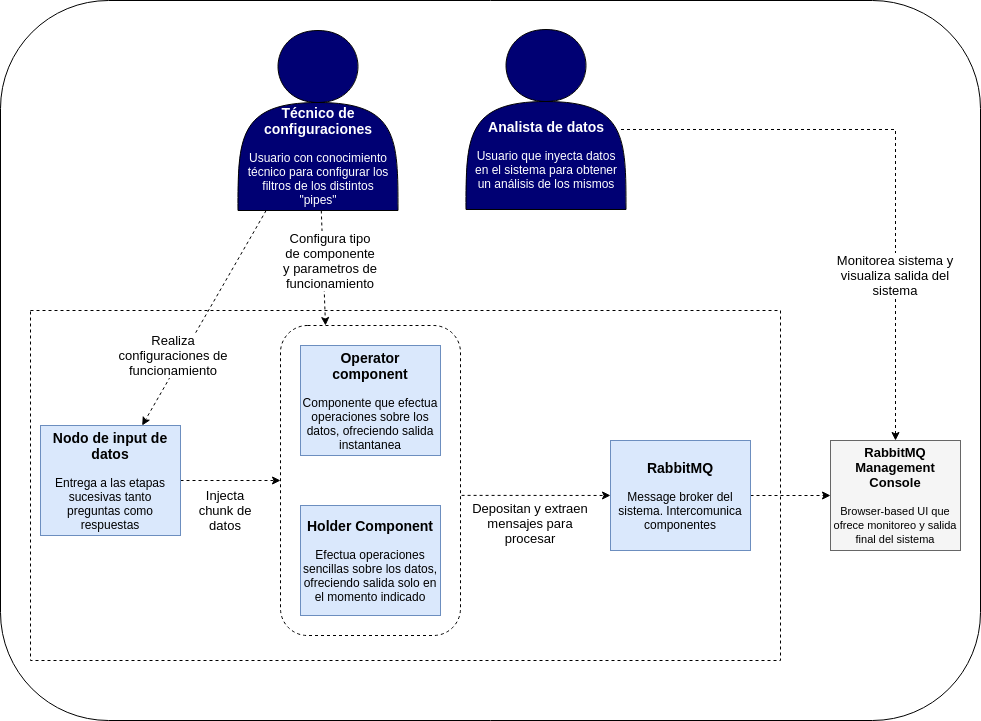 Técnico de
configuraciones
Usuario con conocimiento
técnico para configurar los
filtros de los distintos
"pipes"
Analista de datos
Usuario que inyecta datos
en el sistema para obtener
un análisis de los mismos
Configura tipo
de componente
y parametros de
funcionamiento
Monitorea sistema y
visualiza salida del
sistema
Realiza
configuraciones de
funcionamiento
Operator
component
Componente que efectua
operaciones sobre los
datos, ofreciendo salida
instantanea
Nodo de input de
datos
Entrega a las etapas
sucesivas tanto
preguntas como
respuestas
Injecta
chunk de
datos
Holder Component
Efectua operaciones
sencillas sobre los datos,
ofreciendo salida solo en
el momento indicado
Depositan y extraen
mensajes para
procesar
RabbitMQ
Message broker del
sistema. Intercomunica
componentes
RabbitMQ
Management
Console
Browser-based UI que
ofrece monitoreo y salida
final del sistema